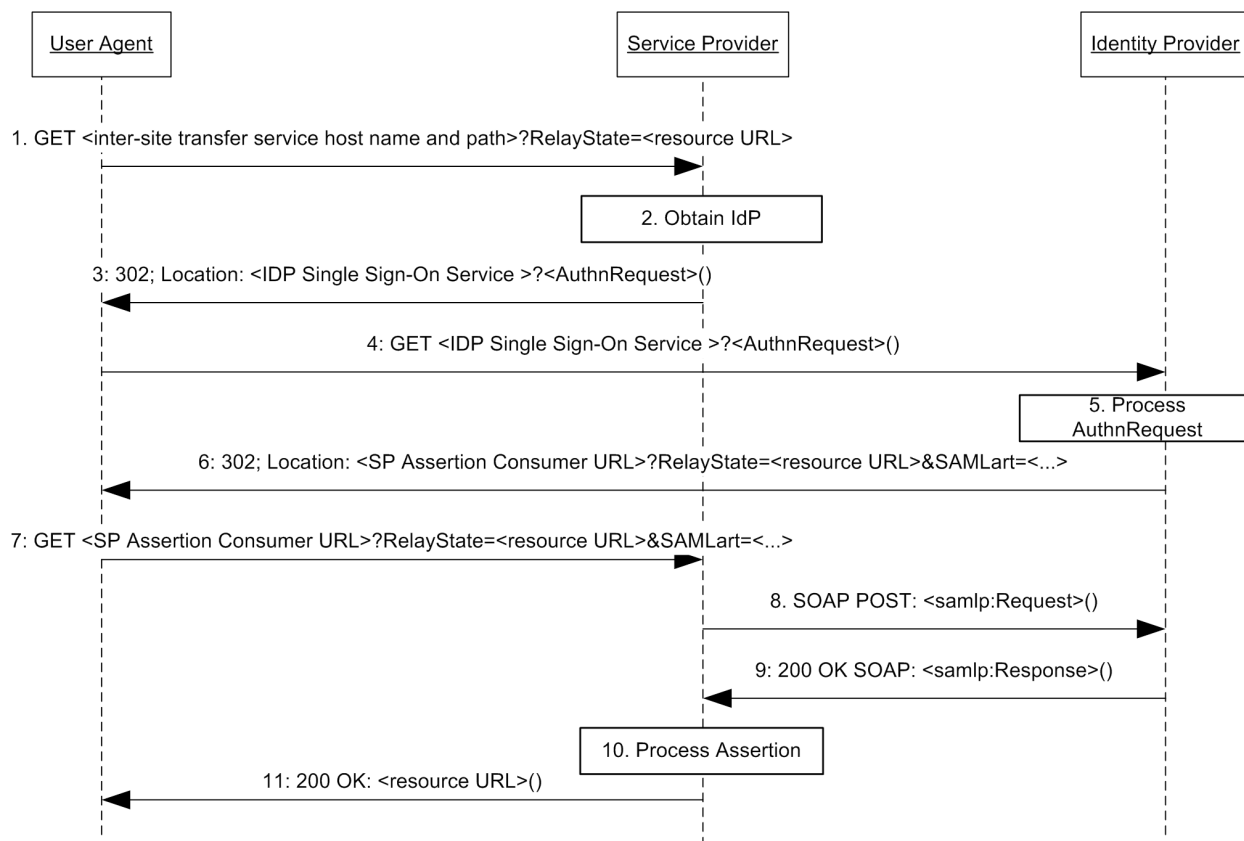 User Agent
Service Provider
Identity Provider
1. GET <inter-site transfer service host name and path>?RelayState=<resource URL>
2. Obtain IdP
3: 302; Location: <IDP Single Sign-On Service >?<AuthnRequest>()
4: GET <IDP Single Sign-On Service >?<AuthnRequest>()
5. Process
AuthnRequest
6: 302; Location: <SP Assertion Consumer URL>?RelayState=<resource URL>&SAMLart=<...>
7: GET <SP Assertion Consumer URL>?RelayState=<resource URL>&SAMLart=<...>
8. SOAP POST: <samlp:Request>()
9: 200 OK SOAP: <samlp:Response>()
10. Process Assertion
11: 200 OK: <resource URL>()